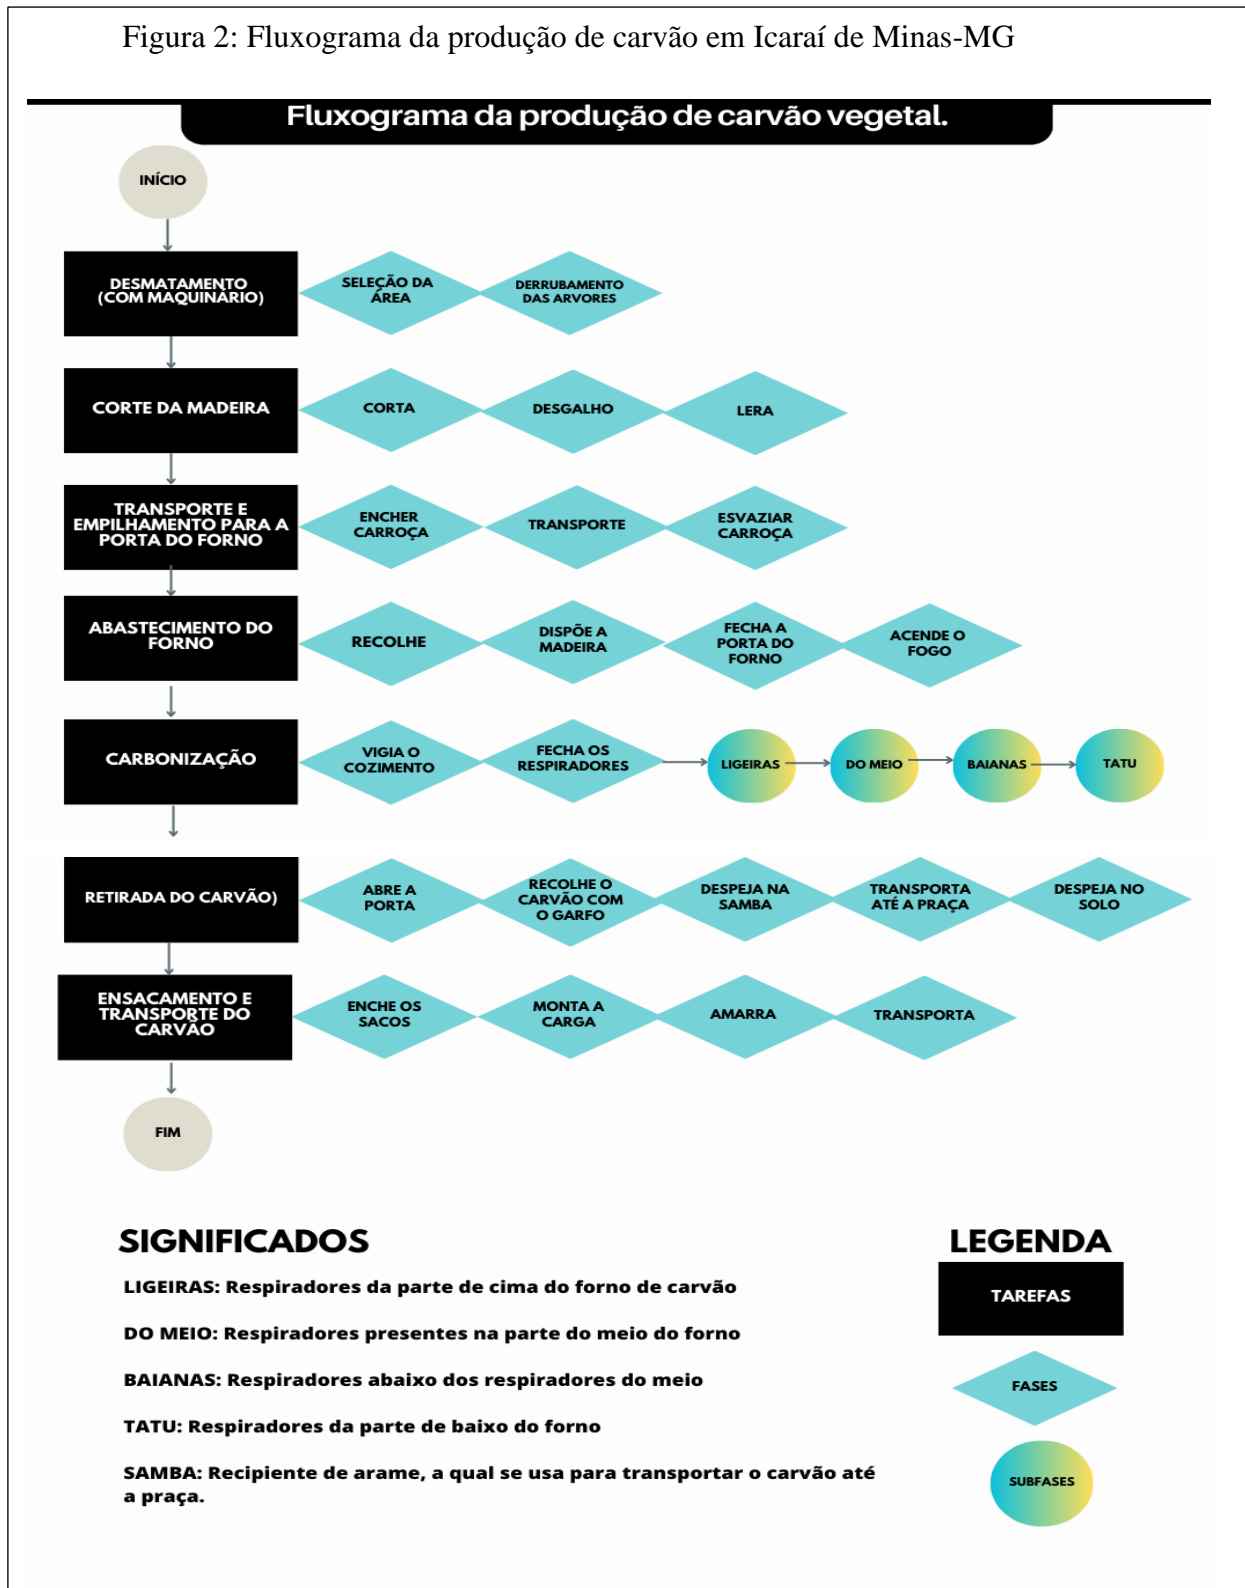 Figura 2: Fluxograma da produção de carvão em Icaraí de Minas-MG
Fluxograma da produção de carvão vegetal.
INÍCIO
DESMATAMENTO
(COM MAQUINÁRIO)
SELEÇÃO DA
ÁREA
DERRUBAMENTO
DAS ARVORES
CORTE DA MADEIRA
CORTA
DESGALHO
LERA
TRANSPORTE E
EMPILHAMENTO PARA A
PORTA DO FORNO
ENCHER
CARROÇA
TRANSPORTE
ESVAZIAR
CARROÇA
ABASTECIMENTO DO
FORNO
RECOLHE
DISPÕE A
MADEIRA
FECHA A
PORTA DO
FORNO
ACENDE O
FOGO
CARBONIZAÇÃO
VIGIA O
COZIMENTO
FECHA OS
RESPIRADORES
LIGEIRAS
DO MEIO
BAIANAS
TATU
RETIRADA DO CARVÃO)
ABRE A
PORTA
RECOLHE O
CARVÃO COM
O GARFO
DESPEJA NA
SAMBA
TRANSPORTA
ATÉ A PRAÇA
DESPEJA NO
SOLO
ENSACAMENTO E
TRANSPORTE DO
CARVÃO
ENCHE OS
SACOS
MONTA A
CARGA
AMARRA
TRANSPORTA
FIM
SIGNIFICADOS
LIGEIRAS: Respiradores da parte de cima do forno de carvão
DO MEIO: Respiradores presentes na parte do meio do forno
BAIANAS: Respiradores abaixo dos respiradores do meio
TATU: Respiradores da parte de baixo do forno
SAMBA: Recipiente de arame, a qual se usa para transportar o carvão até
a praça.
LEGENDA
TAREFAS
FASES
SUBFASES